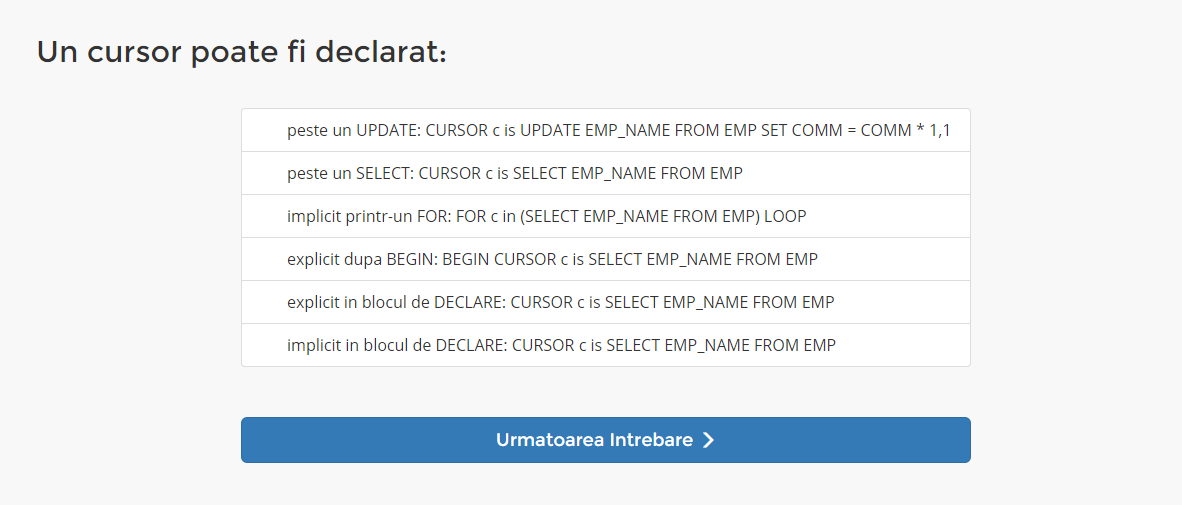 Un cursor poate fi declarat:
peste un UPDATE: CURSOR c is UPDATE EMP_NAME FROM EMP SET COMM = COMM * 1,1
peste un SELECT: CURSOR c is SELECT EMP_NAME FROM EMP
implicit printr-un FOR: FOR c in (SELECT EMP_NAME FROM EMP) LOOP
explicit dupa BEGIN: BEGIN CURSOR c is SELECT EMP_NAME FROM EMP
explicit in blocul de DECLARE: CURSOR c is SELECT EMP_NAME FROM EMP
implicit in blocul de DECLARE: CURSOR c is SELECT EMP_NAME FROM EMP
Urmatoarea Intrebare